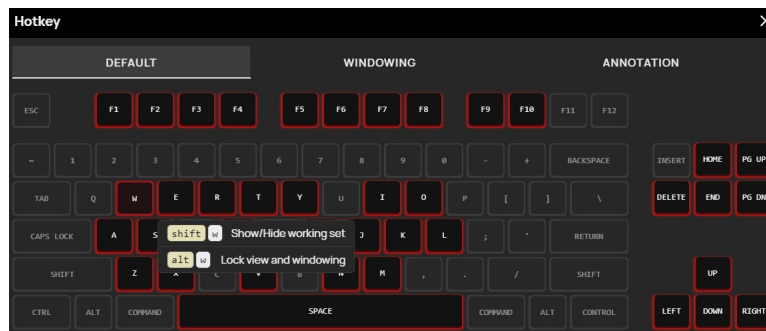 Hotkey
DEFAULT WINDOWING ANNOTATION
ESC F1 F2 F3 F4 F5 F6 F7 F8 F9 F10 F11 F12
~ 1 2 3 4 5 6 7 8 9 0 - + BACKSPACE INSERT HOME PG UP
TAB Q W E R T Y U I O P [ ] \ DELETE END PG DN
CAPS LOCK A S J K L ; ' RETURN
shift w Show/Hide working set
alt w Lock view and windowing
SHIFT Z X C V B N M , . / SHIFT UP
CTRL ALT COMMAND SPACE COMMAND ALT CONTROL LEFT DOWN RIGHT